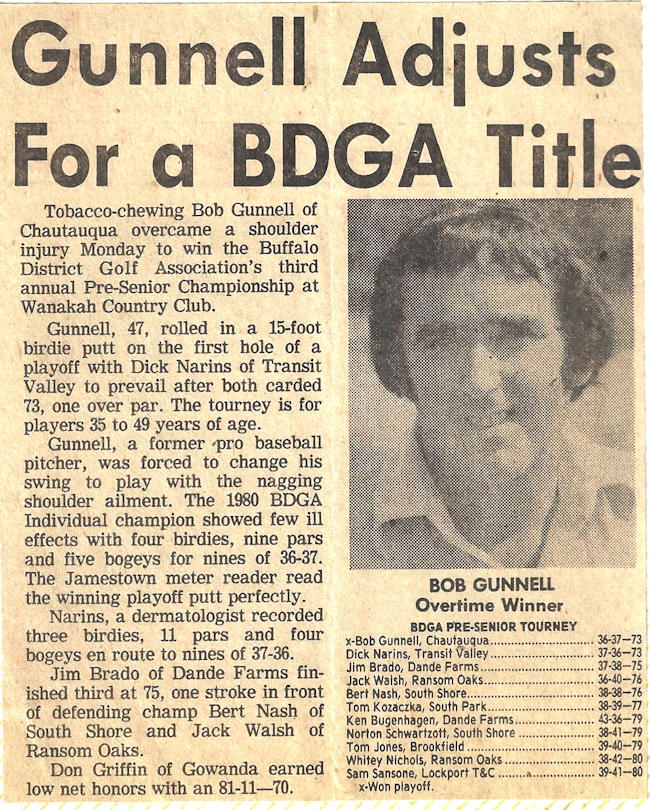 Gunnell Adjusts
For a BDGA Title
Tobacco-chewing Bob Gunnell of
Chautauqua overcame a shoulder
injury Monday to win the Buffalo
District Golf Association's third
annual Pre-Senior Championship at
Wanakah Country Club.
Gunnell, 47, rolled in a 15-foot
birdie putt on the first hole of a
playoff with Dick Narins of Transit
Valley to prevail after both carded
73, one over par. The tourney is for
players 35 to 49 years of age.
Gunnell, a former pro baseball
pitcher, was forced to change his
swing to play with the nagging
shoulder ailment. The 1980 BDGA
Individual champion showed few ill
effects with four birdies, nine pars
and five bogeys for nines of 36-37.
The Jamestown meter reader read
the winning playoff putt perfectly.
Narins, a dermatologist recorded
three birdies, 11 pars and four
bogeys en route to nines of 37-36.
Jim Brado of Dande Farms fin-
ished third at 75, one stroke in front
of defending champ Bert Nash of
South Shore and Jack Walsh of
Ransom Oaks.
Don Griffin of Gowanda earned
low net honors with an 81-11—70.
BOB GUNNELL
Overtime Winner
BDGA PRE-SENIOR TOURNEY
x-Bob Gunnell, Chautauqua 36-37—73
Dick Narins, Transit Valley 37-36—73
Jim Brado, Dande Farms 37-38—75
Jack Walsh, Ransom Oaks 36-40—76
Bert Nash, South Shore 38-38—76
Tom Kozaczka, South Park 38-39—77
Ken Bugenhagen, Dande Farms 43-36—79
Norton Schwartzott, South Shore 38-41—79
Tom Jones, Brookfield 39-40—79
Whitey Nichols, Ransom Oaks 38-42—80
Sam Sansone, Lockport T&C 39-41—80
x-Won playoff.